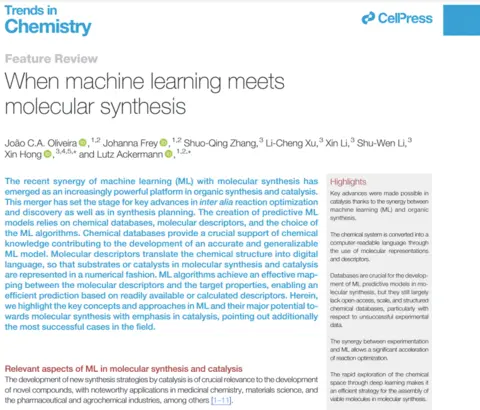 Trends in
Chemistry
CellPress
Feature Review
When machine learning meets
molecular synthesis
João C.A. Oliveira ,1,2 Johanna Frey ,1,2 Shuo-Qing Zhang,3 Li-Cheng Xu,3 Xin Li,3 Shu-Wen Li,3
Xin Hong ,3,4,5,* and Lutz Ackermann ,1,2,*
The recent synergy of machine learning (ML) with molecular synthesis has
emerged as an increasingly powerful platform in organic synthesis and catalysis.
This merger has set the stage for key advances in inter alia reaction optimization
and discovery as well as in synthesis planning. The creation of predictive ML
models relies on chemical databases, molecular descriptors, and the choice of
the ML algorithms. Chemical databases provide a crucial support of chemical
knowledge contributing to the development of an accurate and generalizable
ML model. Molecular descriptors translate the chemical structure into digital
language, so that substrates or catalysts in molecular synthesis and catalysis
are represented in a numerical fashion. ML algorithms achieve an effective map-
ping between the molecular descriptors and the target properties, enabling an
efficient prediction based on readily available or calculated descriptors. Herein,
we highlight the key concepts and approaches in ML and their major potential to-
wards molecular synthesis with emphasis in catalysis, pointing out additionally
the most successful cases in the field.
Relevant aspects of ML in molecular synthesis and catalysis
The development of new synthesis strategies by catalysis is of crucial relevance to the development
of novel compounds, with noteworthy applications in medicinal chemistry, materials science, and
the pharmaceutical and agrochemical industries, among others [1–11].
Highlights
Key advances were made possible in
catalysis thanks to the synergy between
machine learning (ML) and organic
synthesis.
The chemical system is converted into a
computer-readable language through
the use of molecular representations
and descriptors.
Databases are crucial for the develop-
ment of ML predictive models in mo-
lecular synthesis, but they still largely
lack open-access, scale, and structured
chemical databases, particularly with
respect to unsuccessful experimental
data.
The synergy between experimentation
and ML allows a significant acceleration
of reaction optimization.
The rapid exploration of the chemical
space through deep learning makes it
an efficient strategy for the assembly of
viable molecules in molecular synthesis.